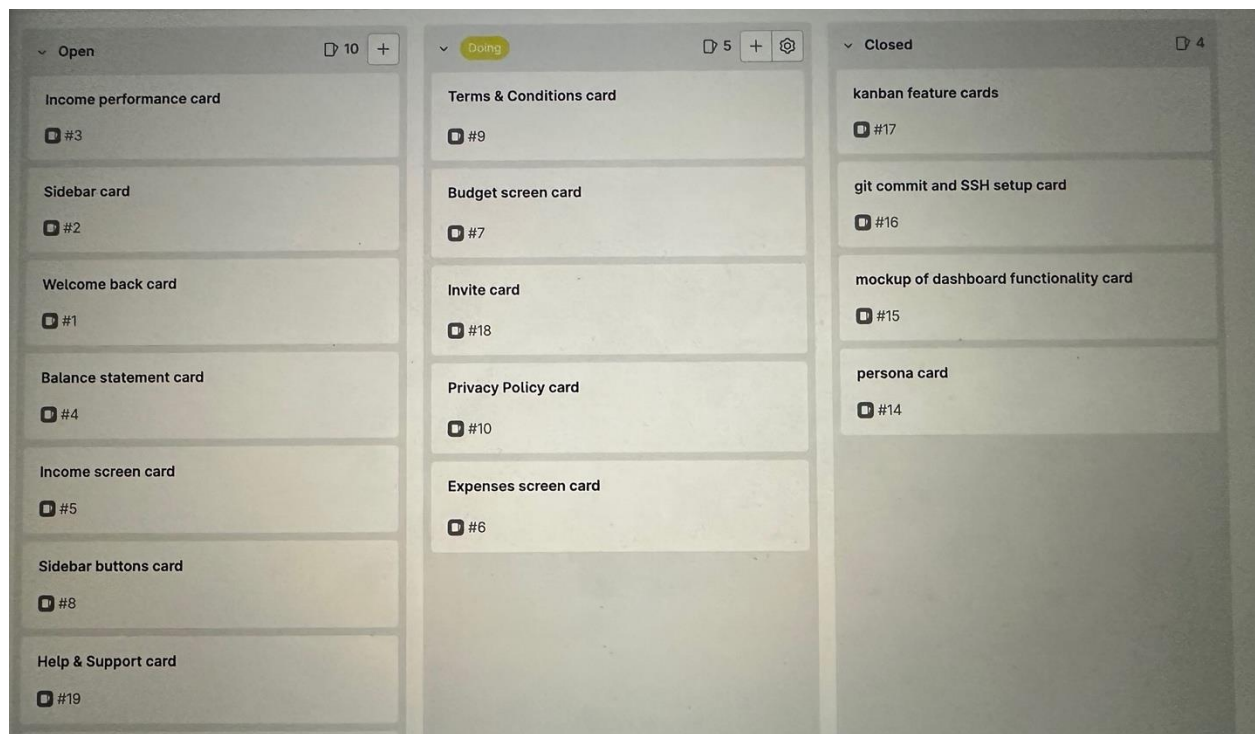 Open 10 +
Income performance card
#3
Sidebar card
#2
Welcome back card
#1
Balance statement card
#4
Income screen card
#5
Sidebar buttons card
#8
Help & Support card
#19
Doing 5 +
Terms & Conditions card
#9
Budget screen card
#7
Invite card
#18
Privacy Policy card
#10
Expenses screen card
#6
Closed 4
kanban feature cards
#17
git commit and SSH setup card
#16
mockup of dashboard functionality card
#15
persona card
#14